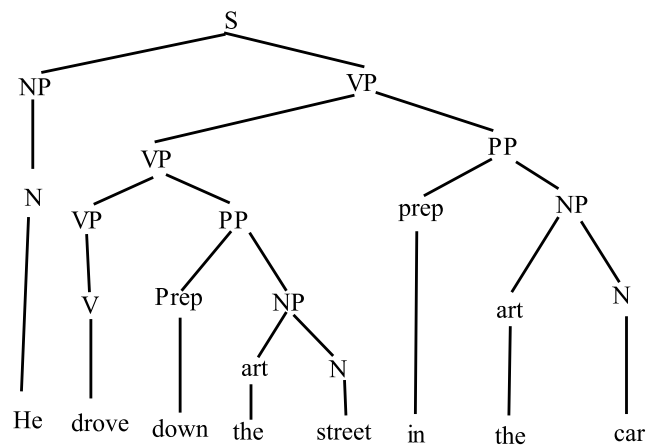 S
NP VP
VP PP
N VP PP prep NP
V Prep NP art N
art N
He drove down the street in the car